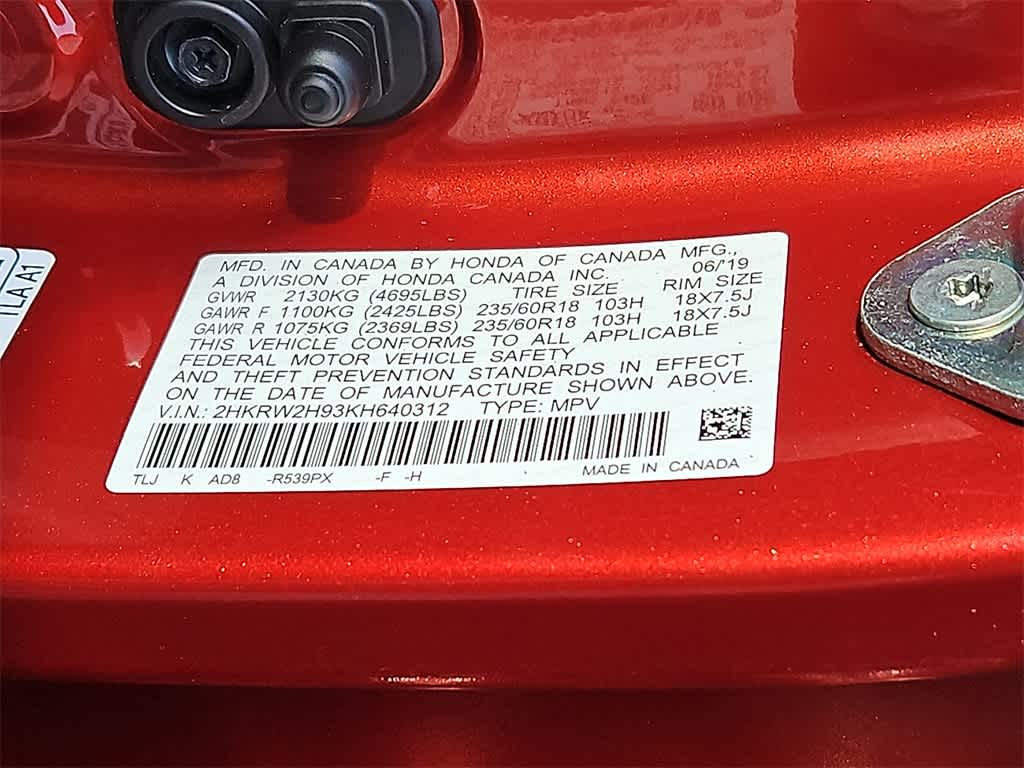 MFD. IN CANADA BY HONDA OF CANADA MFG.,
A DIVISION OF HONDA CANADA INC. 06/'19
GVWR 2130KG (4695LBS) TIRE SIZE RIM SIZE
GAWR F 1100KG (2425LBS) 235/60R18 103H 18X7.5J
GAWR R 1075KG (2369LBS) 235/60R18 103H 18X7.5J
THIS VEHICLE CONFORMS TO ALL APPLICABLE
FEDERAL MOTOR VEHICLE SAFETY
AND THEFT PREVENTION STANDARDS IN EFFECT
ON THE DATE OF MANUFACTURE SHOWN ABOVE.
V.I.N.: 2HKRW2H93KH640312 TYPE: MPV
TLJ K AD8 -R539PX -F -H MADE IN CANADA
TLA A1